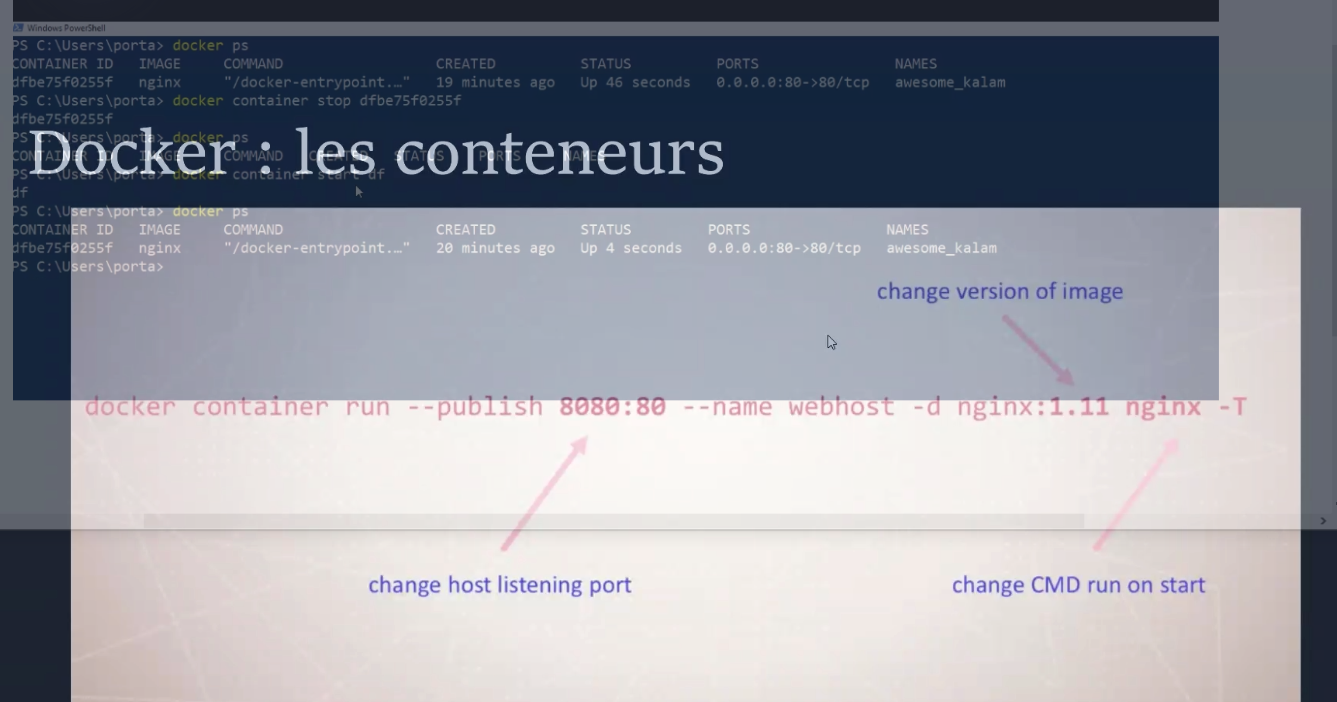 Windows PowerShell
PS C:\Users\porta> docker ps
CONTAINER ID IMAGE COMMAND CREATED STATUS PORTS NAMES
dfbe75f0255f nginx "/docker-entrypoint.…" 19 minutes ago Up 46 seconds 0.0.0.0:80->80/tcp awesome_kalam
PS C:\Users\porta> docker container stop dfbe75f0255f
dfbe75f0255f
PS C:\Users\porta> docker ps
CONTAINER ID IMAGE COMMAND CREATED STATUS PORTS NAMES
Docker : les conteneurs
PS C:\Users\porta> docker container start df
df
PS C:\Users\porta> docker ps
CONTAINER ID IMAGE COMMAND CREATED STATUS PORTS NAMES
dfbe75f0255f nginx "/docker-entrypoint.…" 20 minutes ago Up 4 seconds 0.0.0.0:80->80/tcp awesome_kalam
PS C:\Users\porta>
change version of image
docker container run --publish 8080:80 --name webhost -d nginx:1.11 nginx -T
change host listening port
change CMD run on start